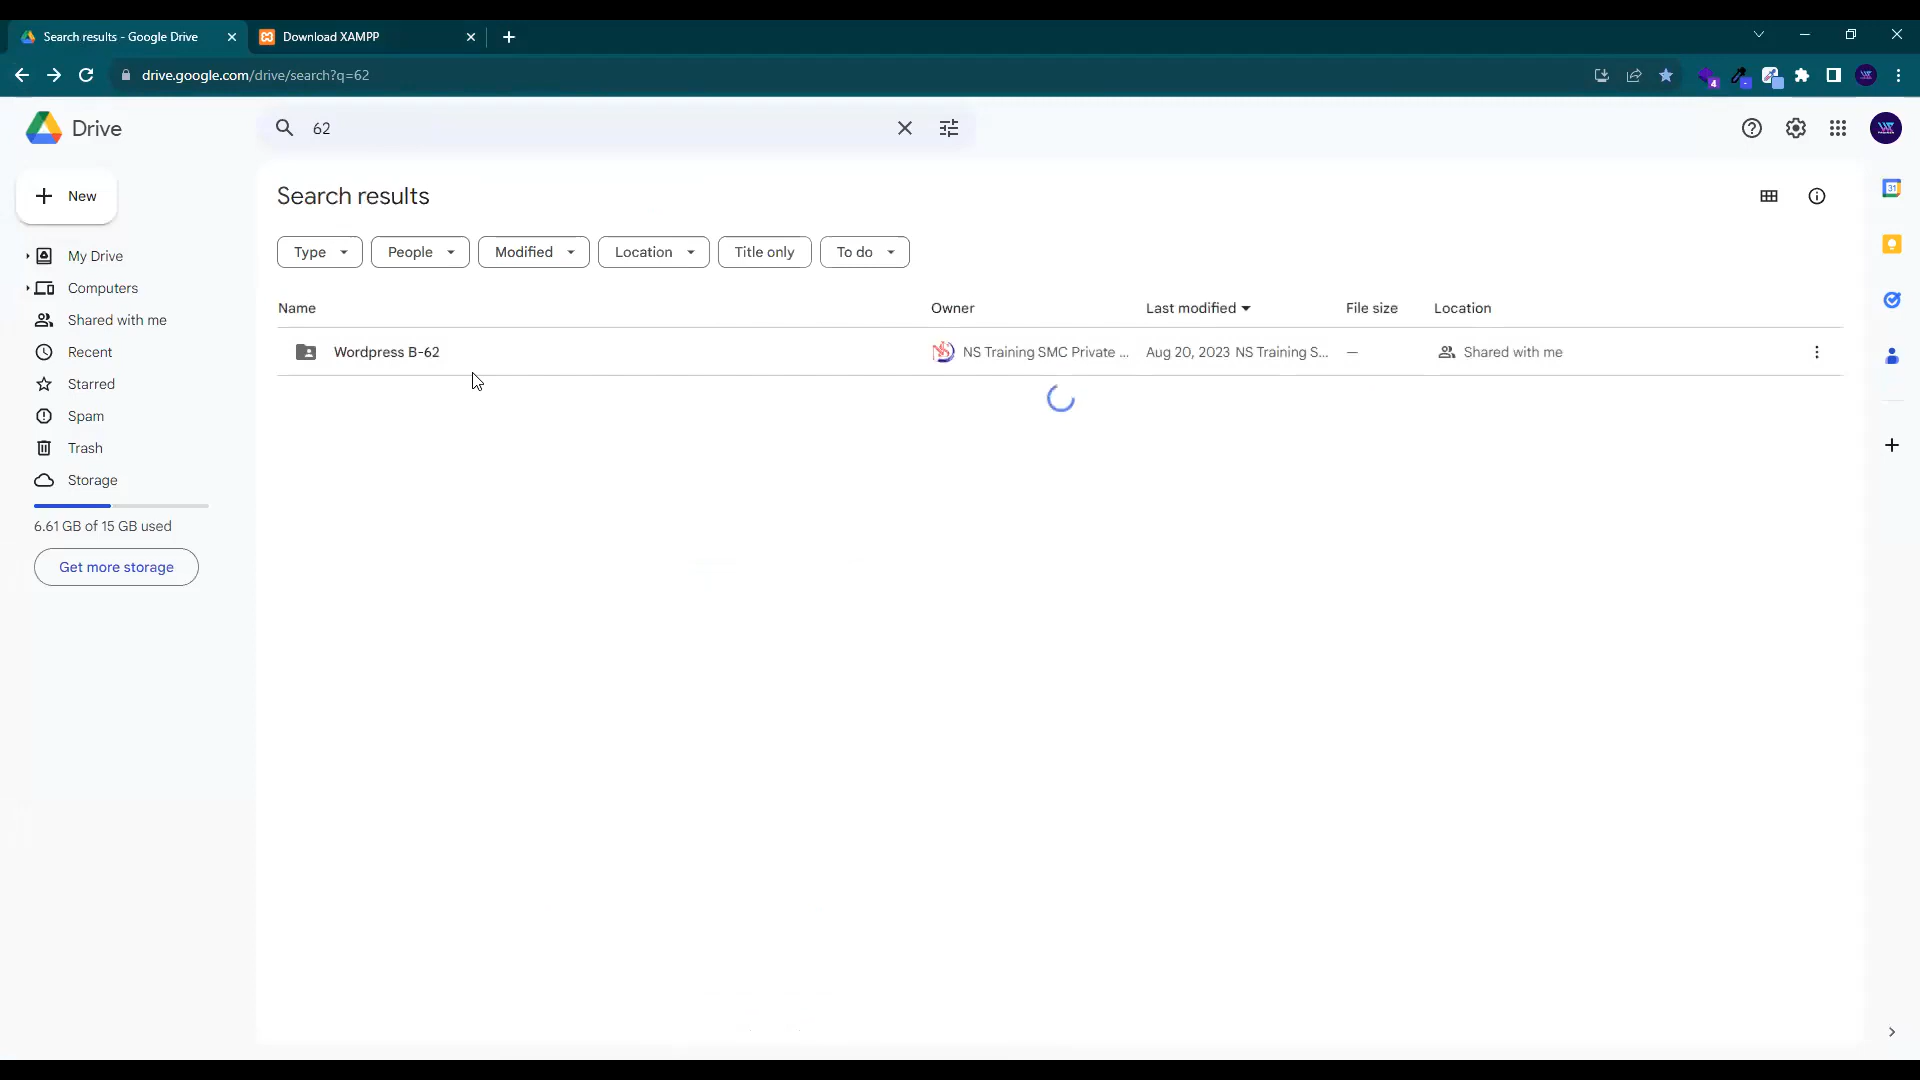 Search results - Google Drive
Download XAMPP
drive.google.com/drive/search?q=62
4
Drive
62
New
Search results
31
Type
People
Modified
Location
Title only
To do
My Drive
Computers
Shared with me
Recent
Starred
Spam
Trash
Storage
6.61 GB of 15 GB used
Get more storage
Name
Owner
Last modified
File size
Location
Wordpress B-62
NS Training SMC Private ...
Aug 20, 2023 NS Training S...
—
Shared with me